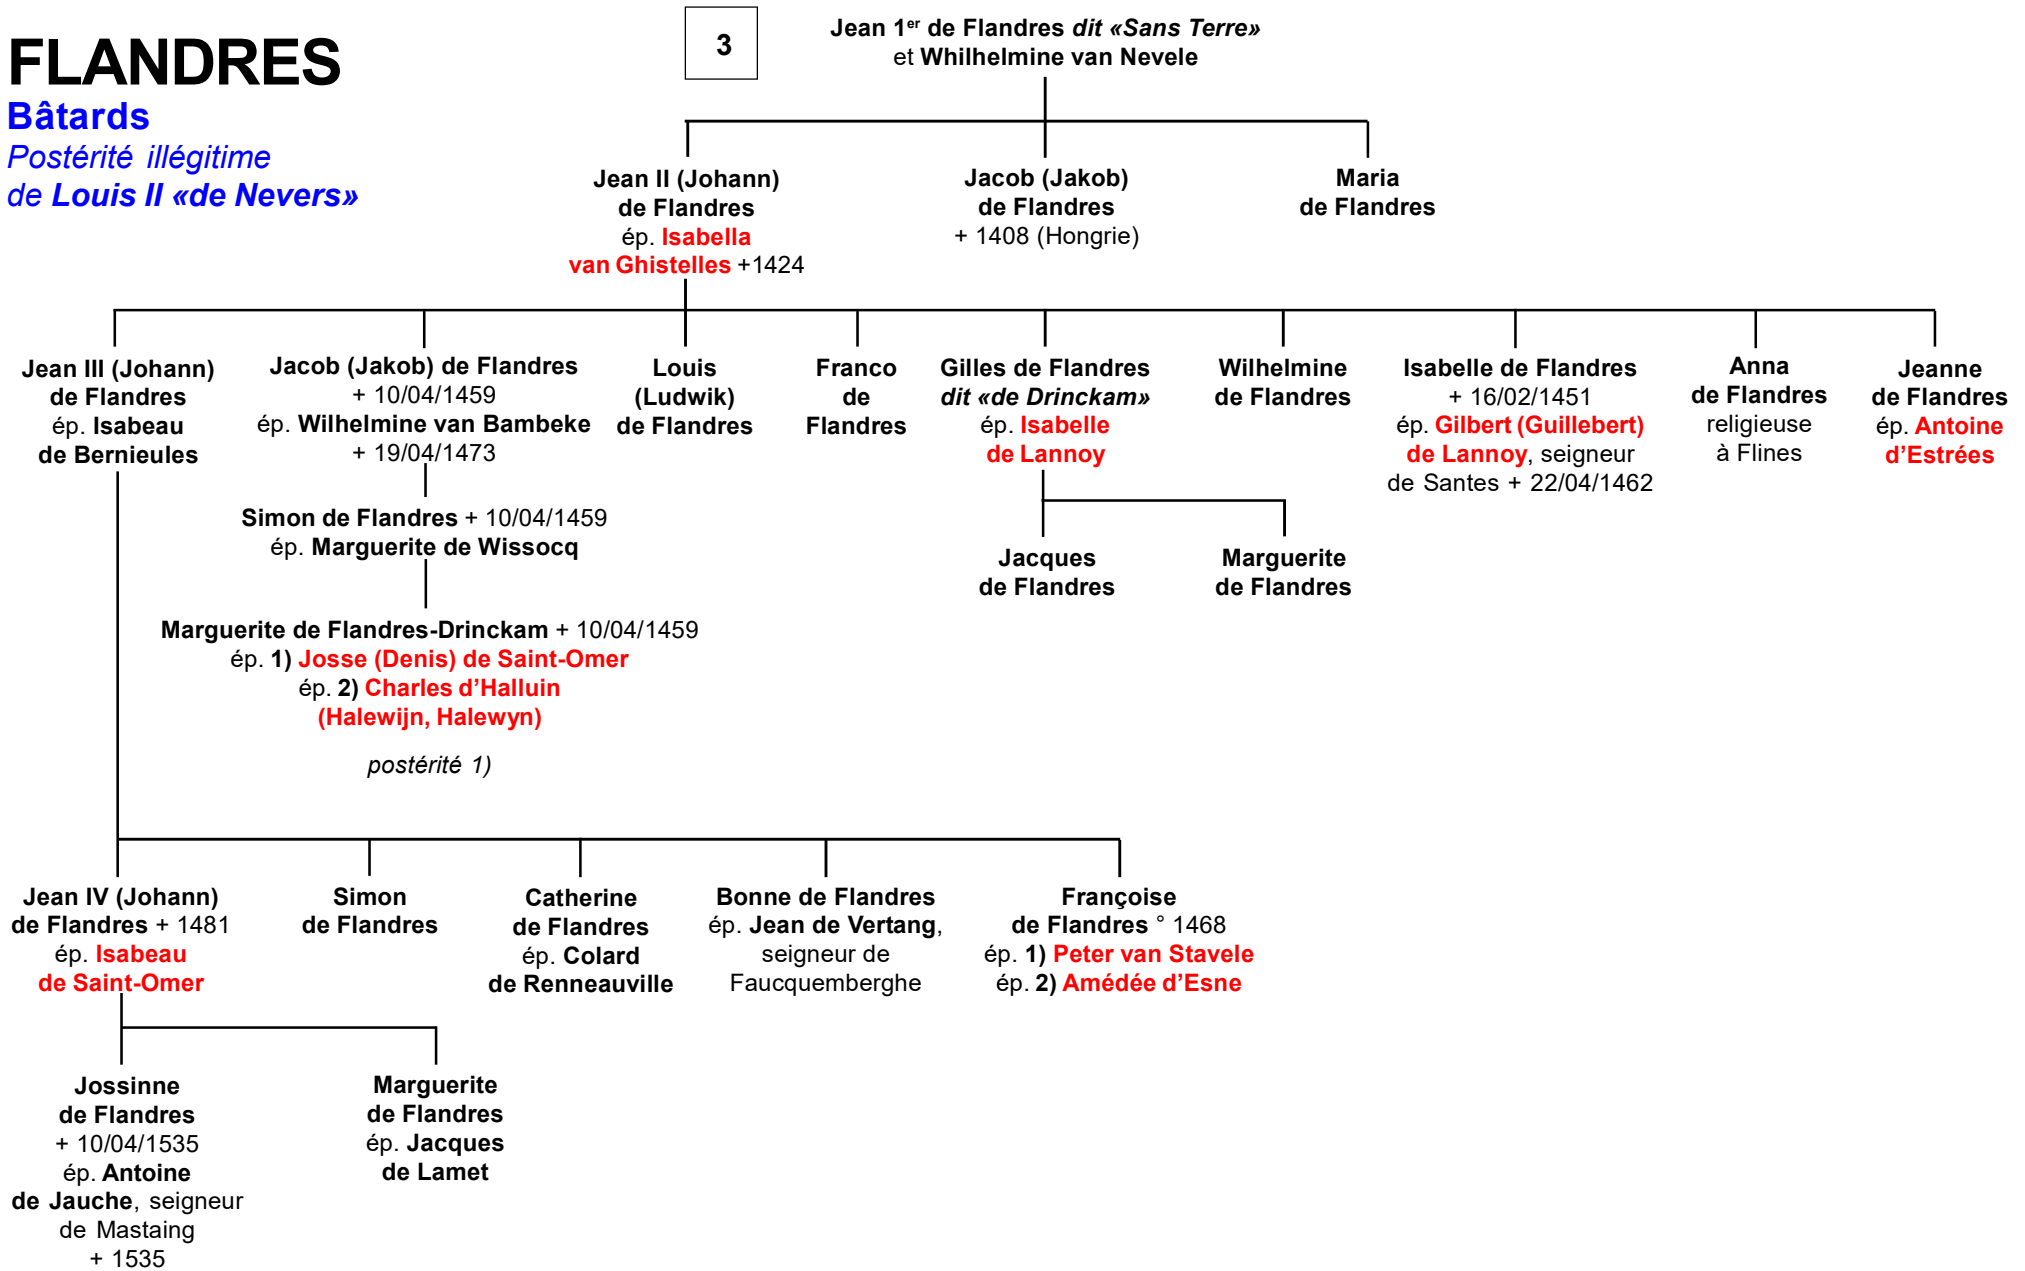 FLANDRES
Bâtards
Postérité illégitime
de Louis II «de Nevers»
3
Jean 1er de Flandres dit «Sans Terre»
et Whilhelmine van Nevele
Jean II (Johann)
de Flandres
ép. Isabella
van Ghistelles +1424
Jacob (Jakob)
de Flandres
+ 1408 (Hongrie)
Maria
de Flandres
Jean III (Johann)
de Flandres
ép. Isabeau
de Bernieules
Jacob (Jakob) de Flandres
+ 10/04/1459
ép. Wilhelmine van Bambeke
+ 19/04/1473
Louis
(Ludwik)
de Flandres
Franco
de
Flandres
Gilles de Flandres
dit «de Drinckam»
ép. Isabelle
de Lannoy
Wilhelmine
de Flandres
Isabelle de Flandres
+ 16/02/1451
ép. Gilbert (Guillebert)
de Lannoy, seigneur
de Santes + 22/04/1462
Anna
de Flandres
religieuse
à Flines
Jeanne
de Flandres
ép. Antoine
d’Estrées
Simon de Flandres + 10/04/1459
ép. Marguerite de Wissocq
Jacques
de Flandres
Marguerite
de Flandres
Marguerite de Flandres-Drinckam + 10/04/1459
ép. 1) Josse (Denis) de Saint-Omer
ép. 2) Charles d’Halluin
(Halewijn, Halewyn)
postérité 1)
Jean IV (Johann)
de Flandres + 1481
ép. Isabeau
de Saint-Omer
Simon
de Flandres
Catherine
de Flandres
ép. Colard
de Renneauville
Bonne de Flandres
ép. Jean de Vertang,
seigneur de
Faucquemberghe
Françoise
de Flandres ° 1468
ép. 1) Peter van Stavele
ép. 2) Amédée d’Esne
Jossinne
de Flandres
+ 10/04/1535
ép. Antoine
de Jauche, seigneur
de Mastaing
+ 1535
Marguerite
de Flandres
ép. Jacques
de Lamet